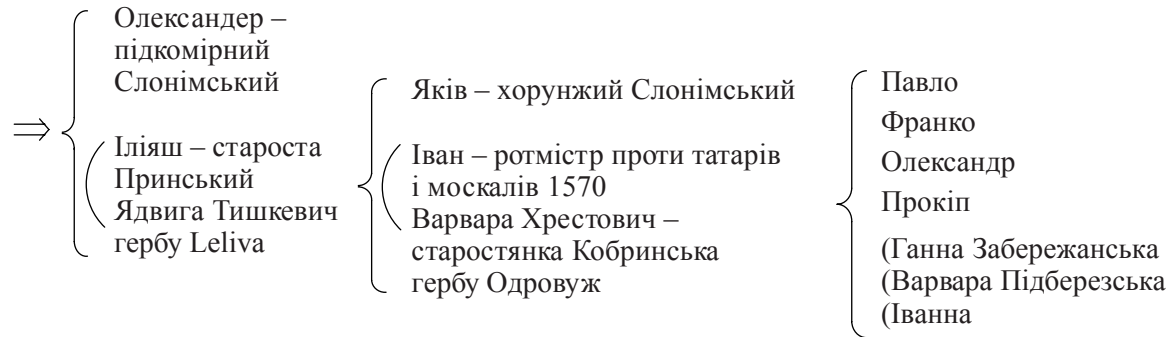 Олександер –
підкомірний
Слонімський
⇒
Іліяш – староста
Принський
Ядвига Тишкевич
гербу Leliva
Яків – хорунжий Слонімський
Іван – ротмістр проти татарів
і москалів 1570
Варвара Хрестович –
старостянка Кобринська
гербу Одровуж
Павло
Франко
Олександр
Прокіп
(Ганна Забережанська
(Варвара Підберезська
(Іванна